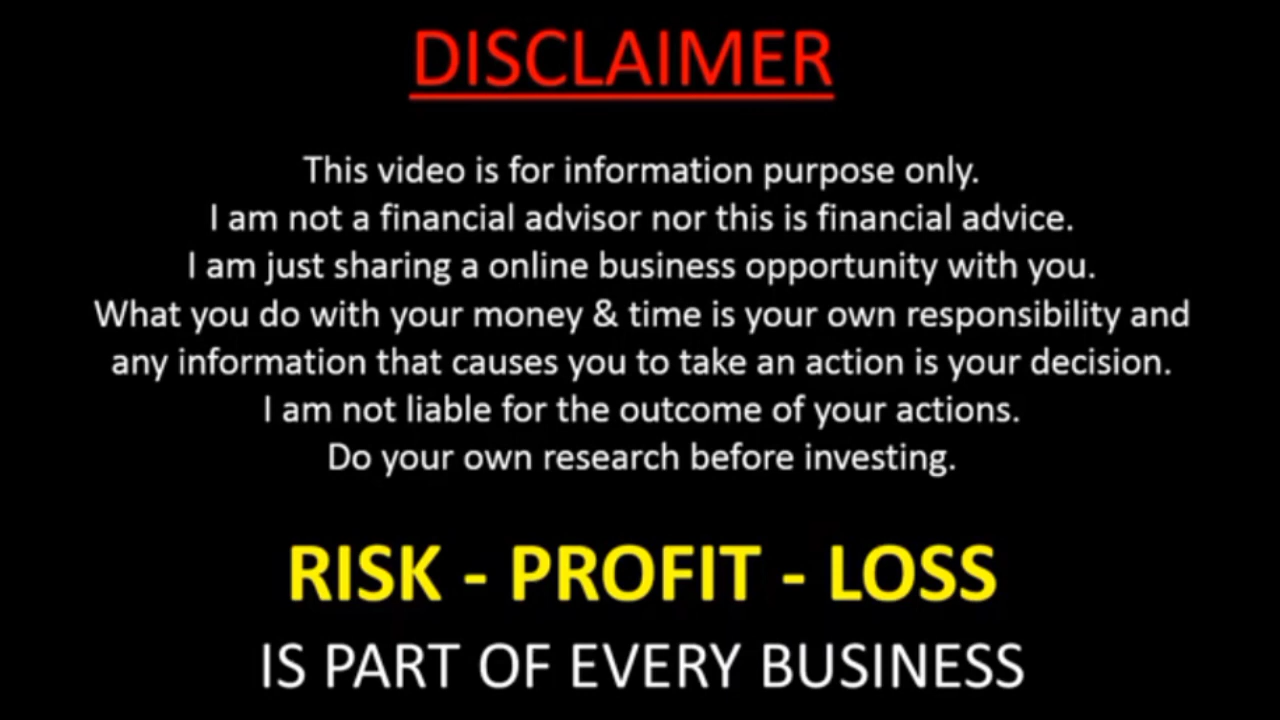 DISCLAIMER
This video is for information purpose only.
I am not a financial advisor nor this is financial advice.
I am just sharing a online business opportunity with you.
What you do with your money & time is your own responsibility and
any information that causes you to take an action is your decision.
I am not liable for the outcome of your actions.
Do your own research before investing.
RISK - PROFIT - LOSS
IS PART OF EVERY BUSINESS